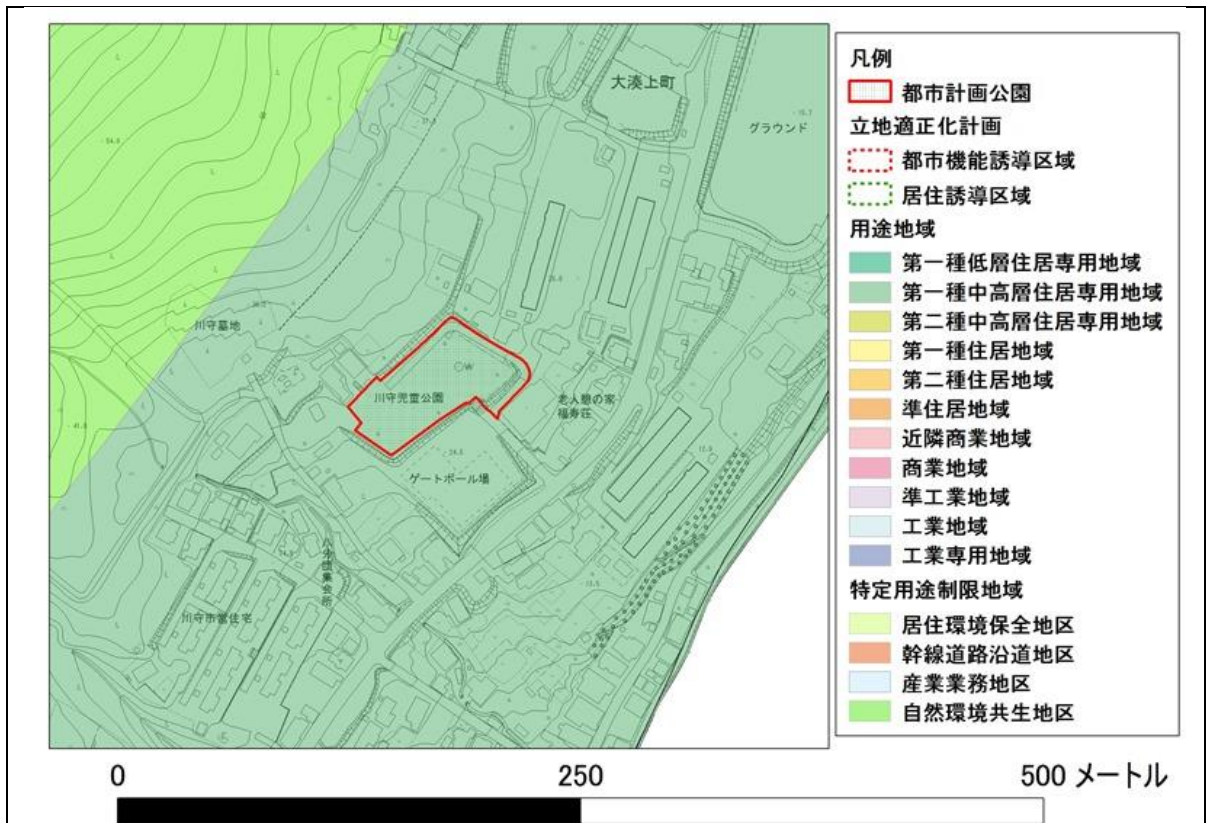 大湊上町
グラウンド
川守墓地
川守児童公園
W
老人憩の家
福寿荘
ゲートボール場
八分団集会所
川守市営住宅
凡例
都市計画公園
立地適正化計画
都市機能誘導区域
居住誘導区域
用途地域
第一種低層住居専用地域
第一種中高層住居専用地域
第二種中高層住居専用地域
第一種住居地域
第二種住居地域
準住居地域
近隣商業地域
商業地域
準工業地域
工業地域
工業専用地域
特定用途制限地域
居住環境保全地区
幹線道路沿道地区
産業業務地区
自然環境共生地区
0 250 500 メートル